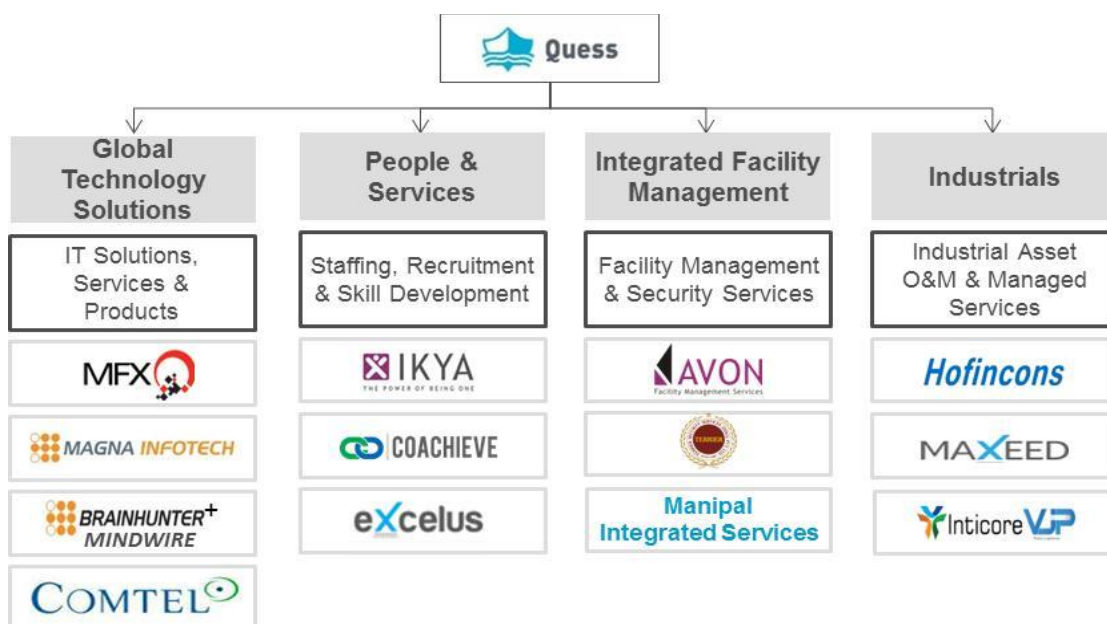 Quess
Global
Technology
Solutions
People &
Services
Integrated Facility
Management
Industrials
IT Solutions,
Services &
Products
Staffing, Recruitment
& Skill Development
Facility Management
& Security Services
Industrial Asset
O&M & Managed
Services
MFX
MAGNA INFOTECH
BRAINHUNTER+
MINDWIRE
COMTEL
IKYA
THE POWER OF BEING ONE
COACHIEVE
eXcelus
AVON
Facility Management Services
TERRIER
Manipal
Integrated Services
Hofincons
MAXEED
Inticore VJP